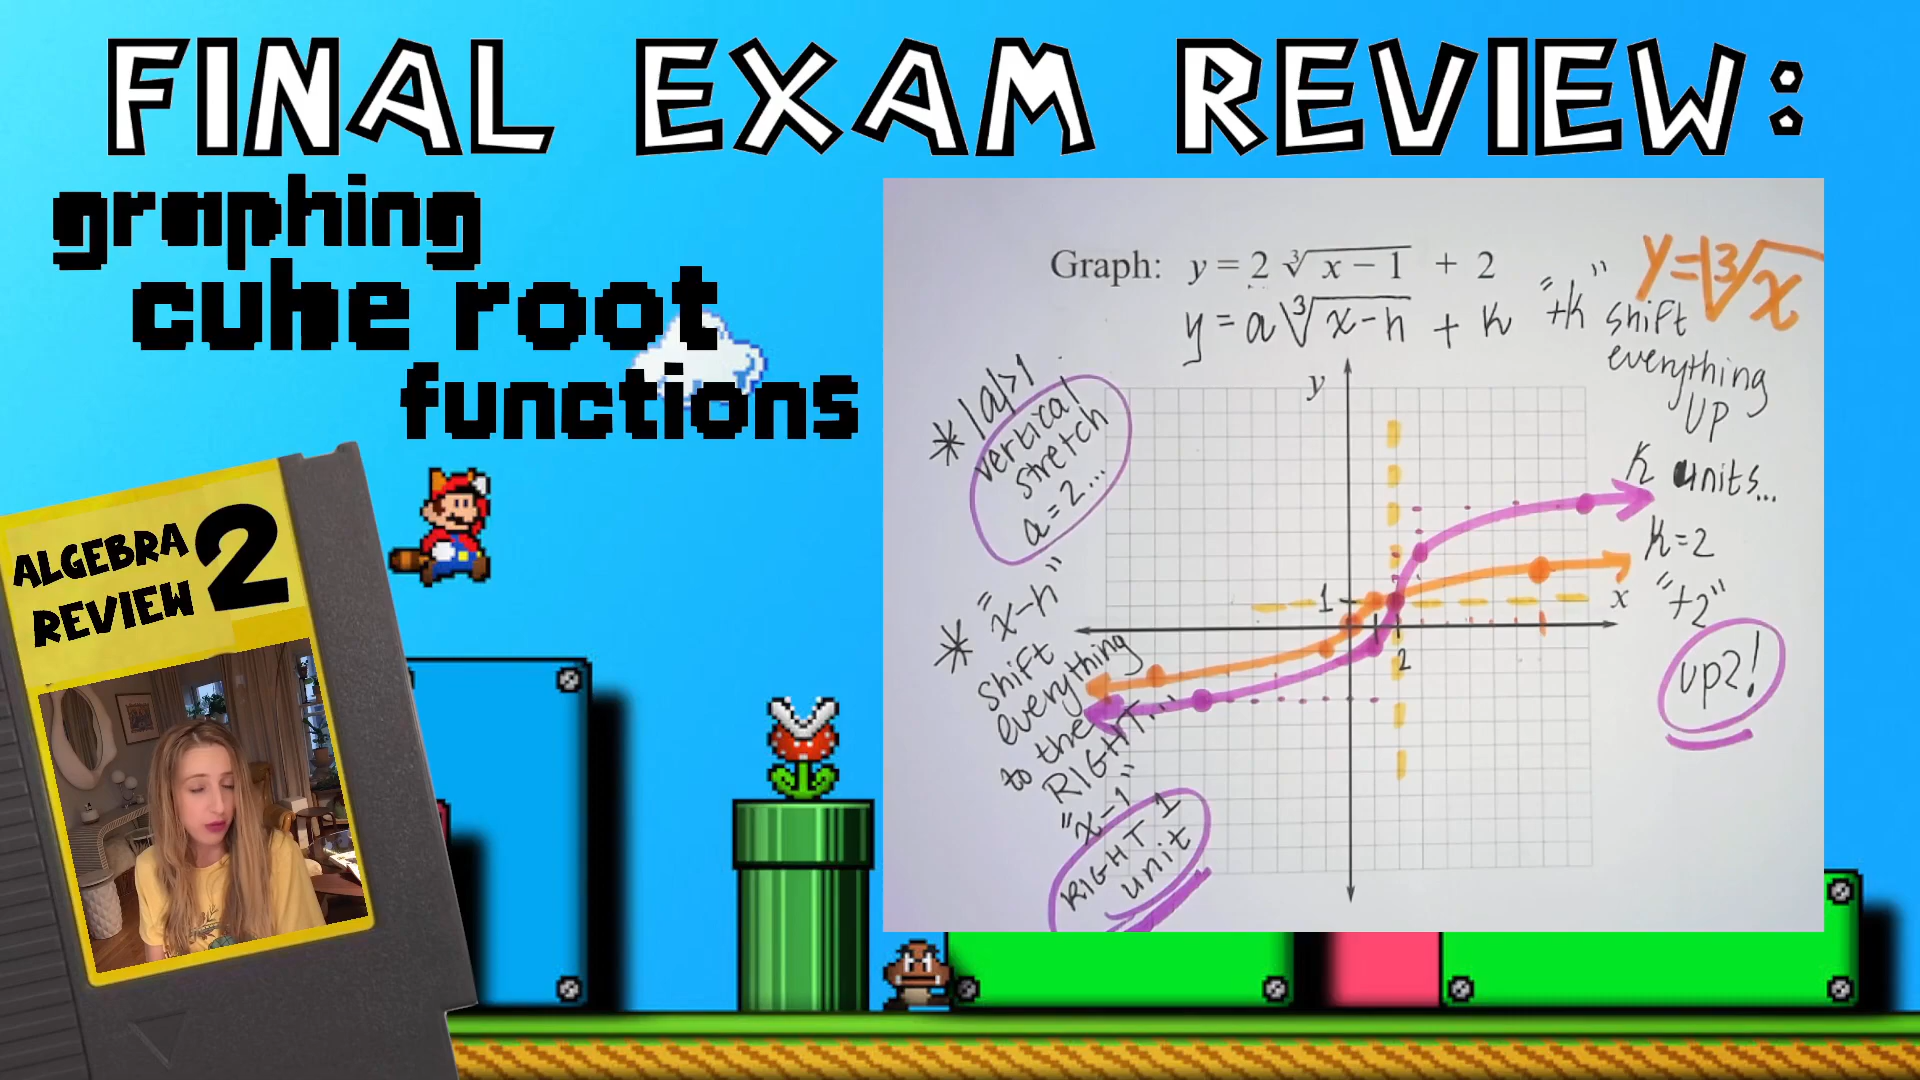 FINAL EXAM REVIEW:
graphing
cube root
functions
ALGEBRA 2
REVIEW
Graph: y = 2 ∛x − 1 + 2
y = a ∛x-h + k
"+k"
shift
everything
UP
k units...
k=2
"+2"
up2!
y=1∛x
* |a|>1
vertical
stretch
a=2...
* "x-h"
shift
everything
to the
RIGHT...
"x-1"
RIGHT 1
unit
y
x
1
2